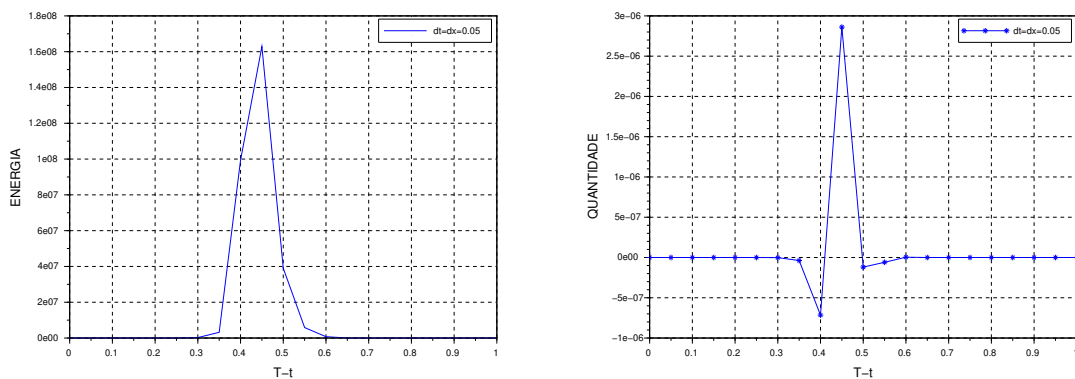 1.8e08
dt=dx=0.05
1.6e08
1.4e08
1.2e08
ENERGIA
1e08
8e07
6e07
4e07
2e07
0e00
0 0.1 0.2 0.3 0.4 0.5 0.6 0.7 0.8 0.9 1
T−t
3e−06
dt=dx=0.05
2.5e−06
2e−06
1.5e−06
QUANTIDADE
1e−06
5e−07
0e00
−5e−07
−1e−06
0 0.1 0.2 0.3 0.4 0.5 0.6 0.7 0.8 0.9 1
T−t